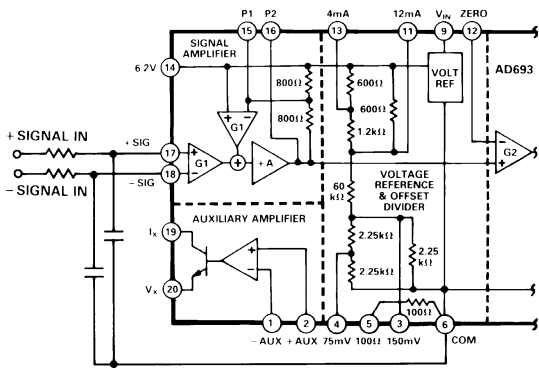 P1 P2 4mA 12mA VIN ZERO
15 16 13 11 9 12
SIGNAL
AMPLIFIER
AD693
6.2V 14
800Ω
600Ω
VOLT
REF
+ −
G1
800Ω
600Ω
1.2kΩ
+ SIGNAL IN
+ SIG
17
+
G1
+
+A
−
G2
+
− SIGNAL IN
18
−
− SIG
60
kΩ
VOLTAGE
REFERENCE
& OFFSET
DIVIDER
AUXILIARY AMPLIFIER
IX 19
+
−
2.25kΩ
2.25
kΩ
2.25kΩ
VX 20
100Ω
1 2 4 5 3 6
− AUX + AUX 75mV 100Ω 150mV COM